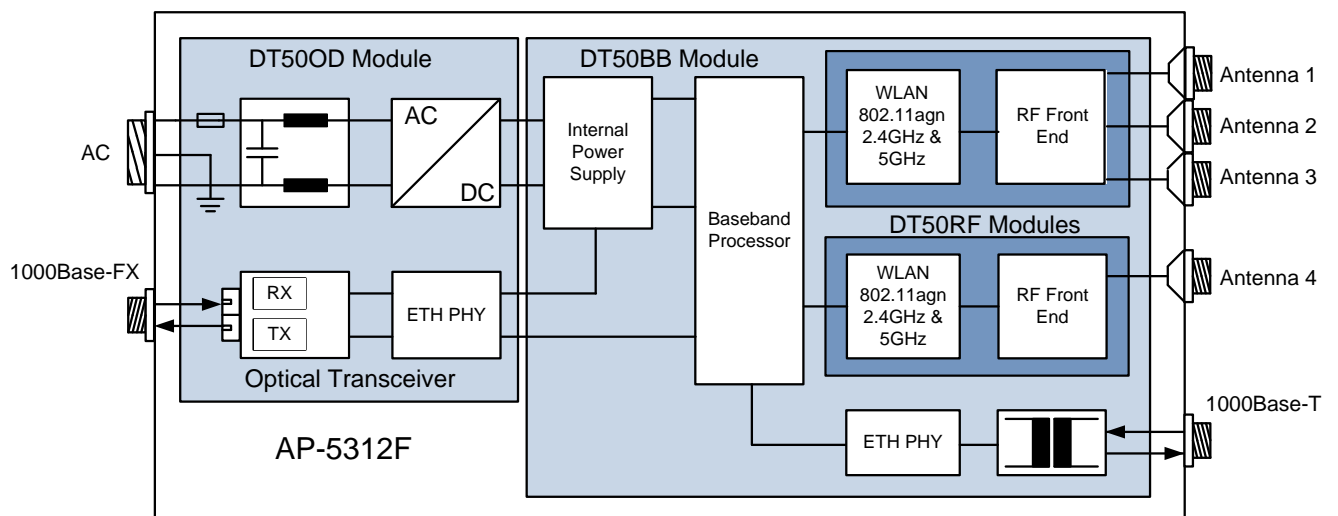 DT50OD Module
DT50BB Module
AC
AC
DC
Internal
Power
Supply
Baseband
Processor
WLAN
802.11agn
2.4GHz &
5GHz
RF Front
End
Antenna 1
Antenna 2
Antenna 3
DT50RF Modules
WLAN
802.11agn
2.4GHz &
5GHz
RF Front
End
Antenna 4
1000Base-FX
RX
TX
ETH PHY
Optical Transceiver
AP-5312F
ETH PHY
1000Base-T